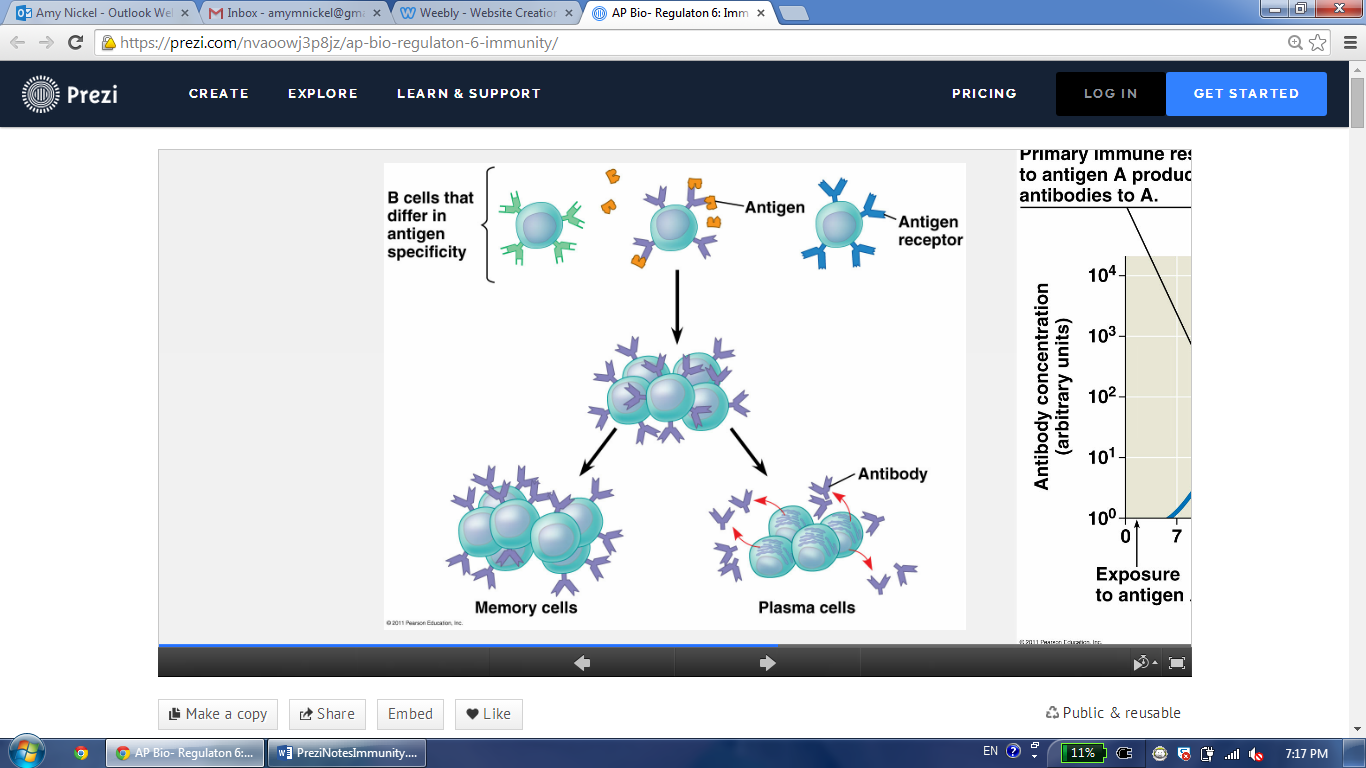 Amy Nickel - Outlook Wel
Inbox - amymnickel@gma
Weebly - Website Creation
AP Bio- Regulaton 6: Imm
https://prezi.com/nvaoowj3p8jz/ap-bio-regulaton-6-immunity/
Prezi
CREATE
EXPLORE
LEARN & SUPPORT
PRICING
LOG IN
GET STARTED
B cells that
differ in
antigen
specificity
Antigen
Antigen
receptor
Antibody
Memory cells
Plasma cells
© 2011 Pearson Education, Inc.
Primary immune res
to antigen A produc
antibodies to A.
Antibody concentration
(arbitrary units)
10⁴
10³
10²
10¹
10⁰
0 7
Exposure
to antigen
© 2011 Pearson Education, Inc.
Make a copy
Share
Embed
Like
Public & reusable
AP Bio- Regulaton 6:...
PreziNotesImmunity....
EN
11%
7:17 PM